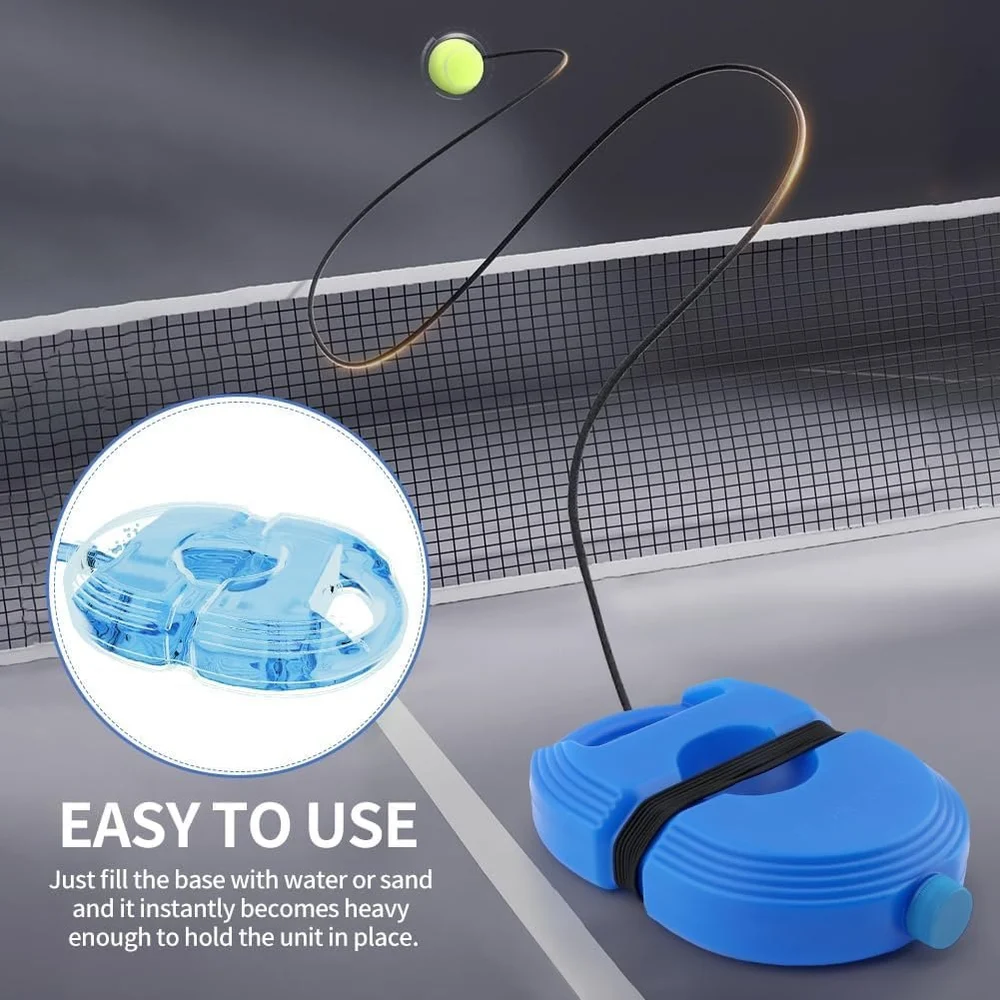 EASY TO USE
Just fill the base with water or sand
and it instantly becomes heavy
enough to hold the unit in place.